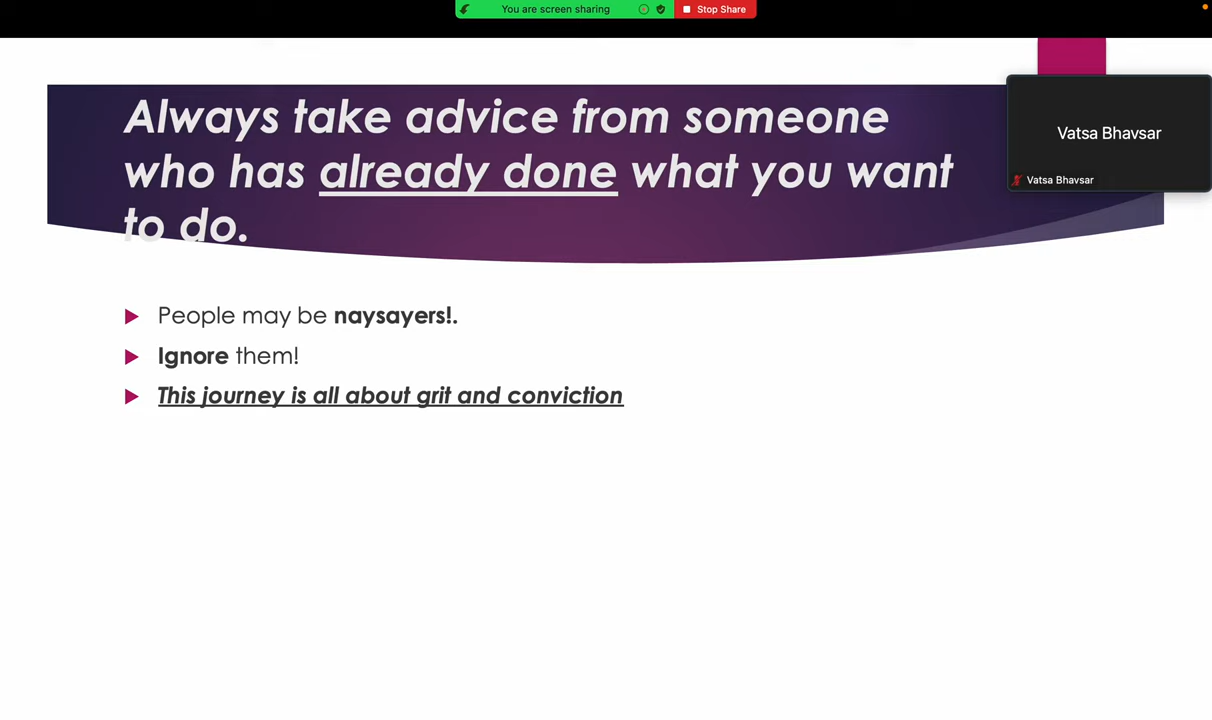 You are screen sharing
Stop Share
Always take advice from someone
who has already done what you want
to do.
Vatsa Bhavsar
Vatsa Bhavsar
People may be naysayers!.
Ignore them!
This journey is all about grit and conviction